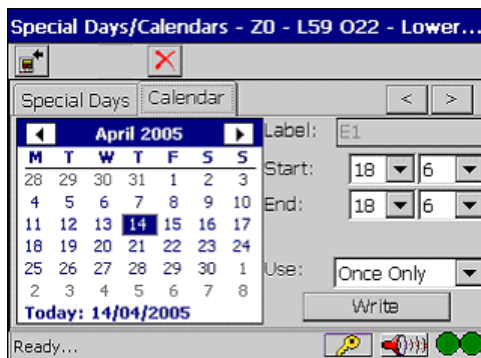 Special Days/Calendars - Z0 - L59 O22 - Lower...
Special Days Calendar < >
April 2005
M T W T F S S
28 29 30 31 1 2 3
4 5 6 7 8 9 10
11 12 13 14 15 16 17
18 19 20 21 22 23 24
25 26 27 28 29 30 1
2 3 4 5 6 7 8
Today: 14/04/2005
Label: E1
Start: 18 6
End: 18 6
Use: Once Only
Write
Ready...